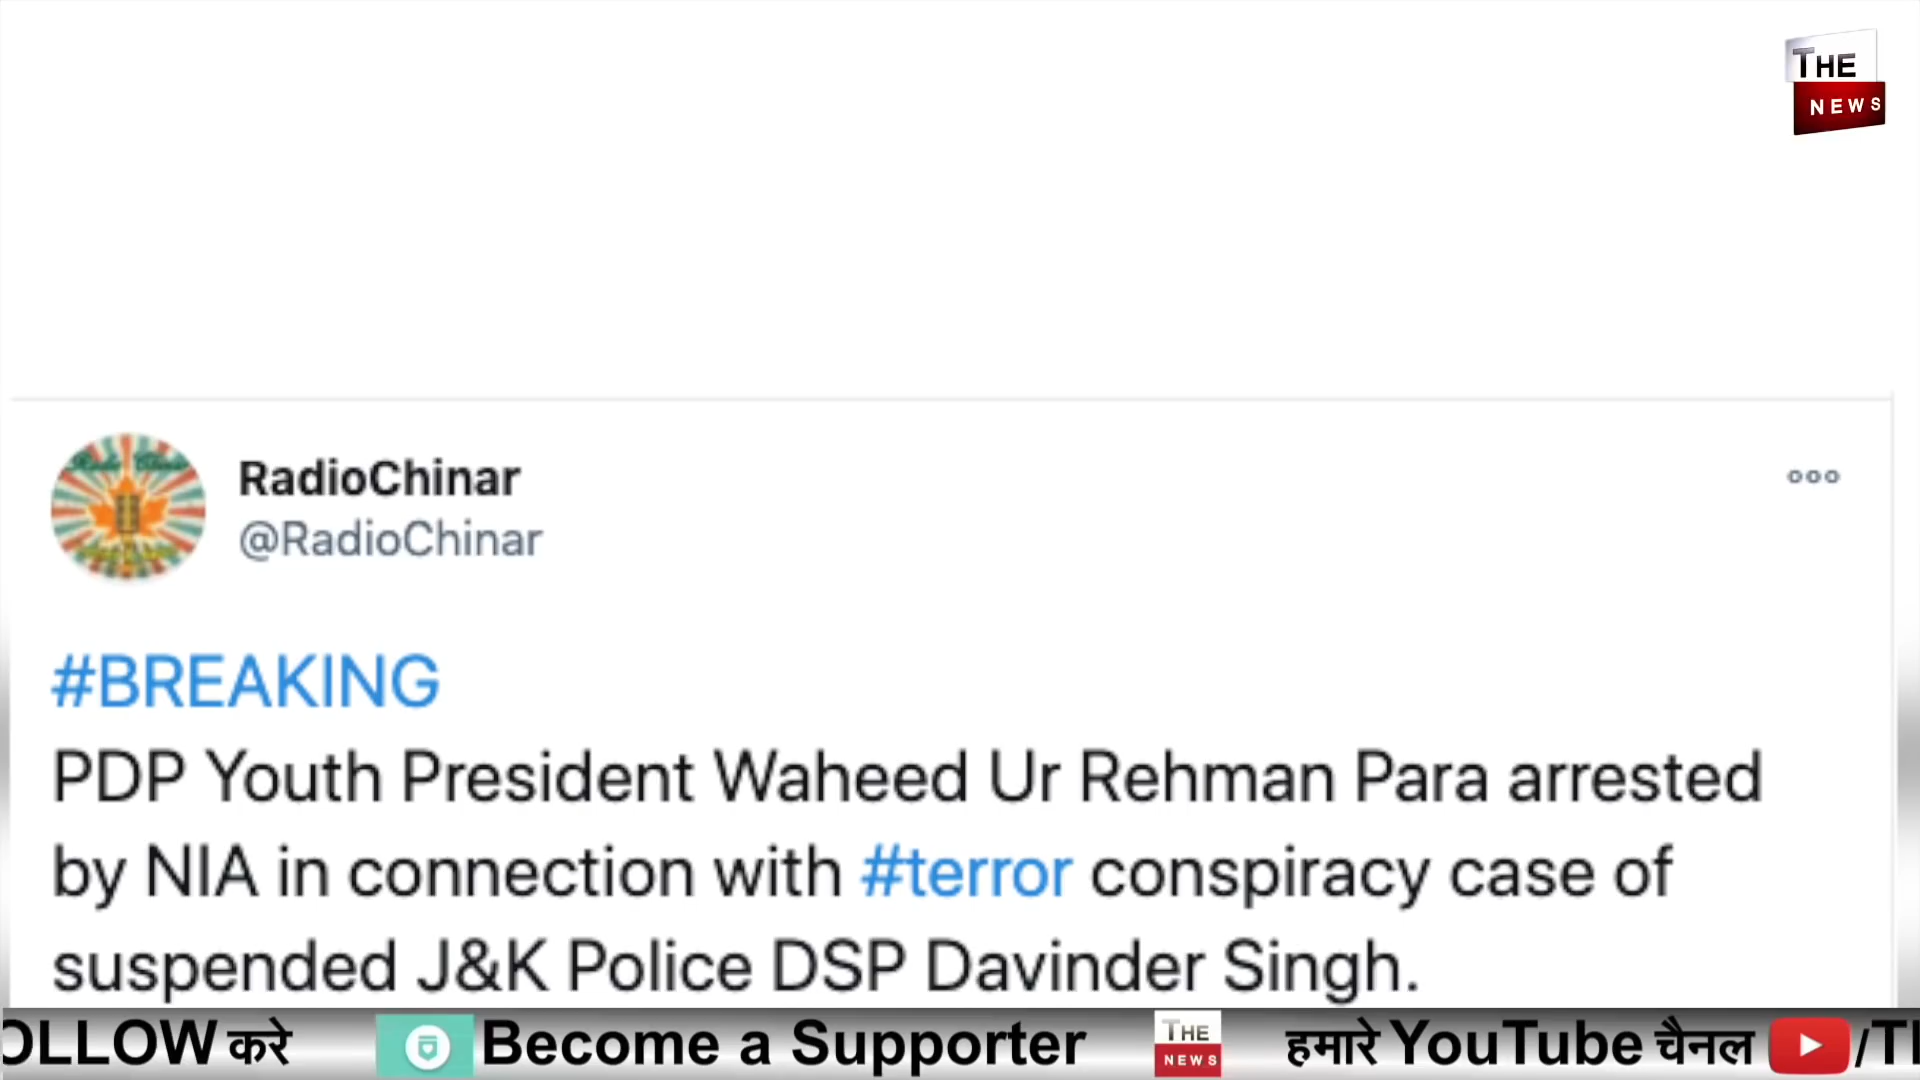 THE
NEWS
RadioChinar
@RadioChinar
#BREAKING
PDP Youth President Waheed Ur Rehman Para arrested
by NIA in connection with #terror conspiracy case of
suspended J&K Police DSP Davinder Singh.
OLLOW करे Become a Supporter THE NEWS हमारे YouTube चैनल /T